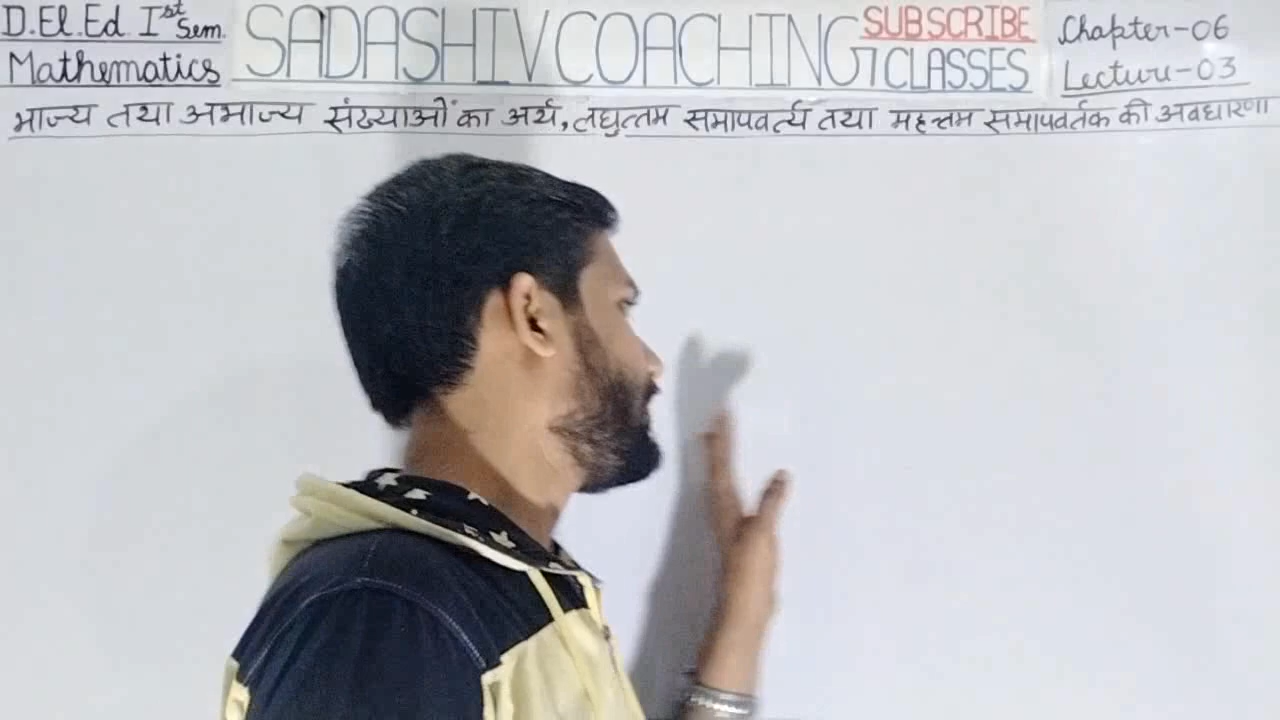 D.El.Ed. Ist Sem.
Mathematics
SADASHIV COACHING CLASSES
SUBSCRIBE
Chapter-06
Lecture-03
भाज्य तथा अभाज्य संख्याओं का अर्थ, लघुत्तम समापवर्त्य तथा महत्तम समापवर्तक की अवधारणा